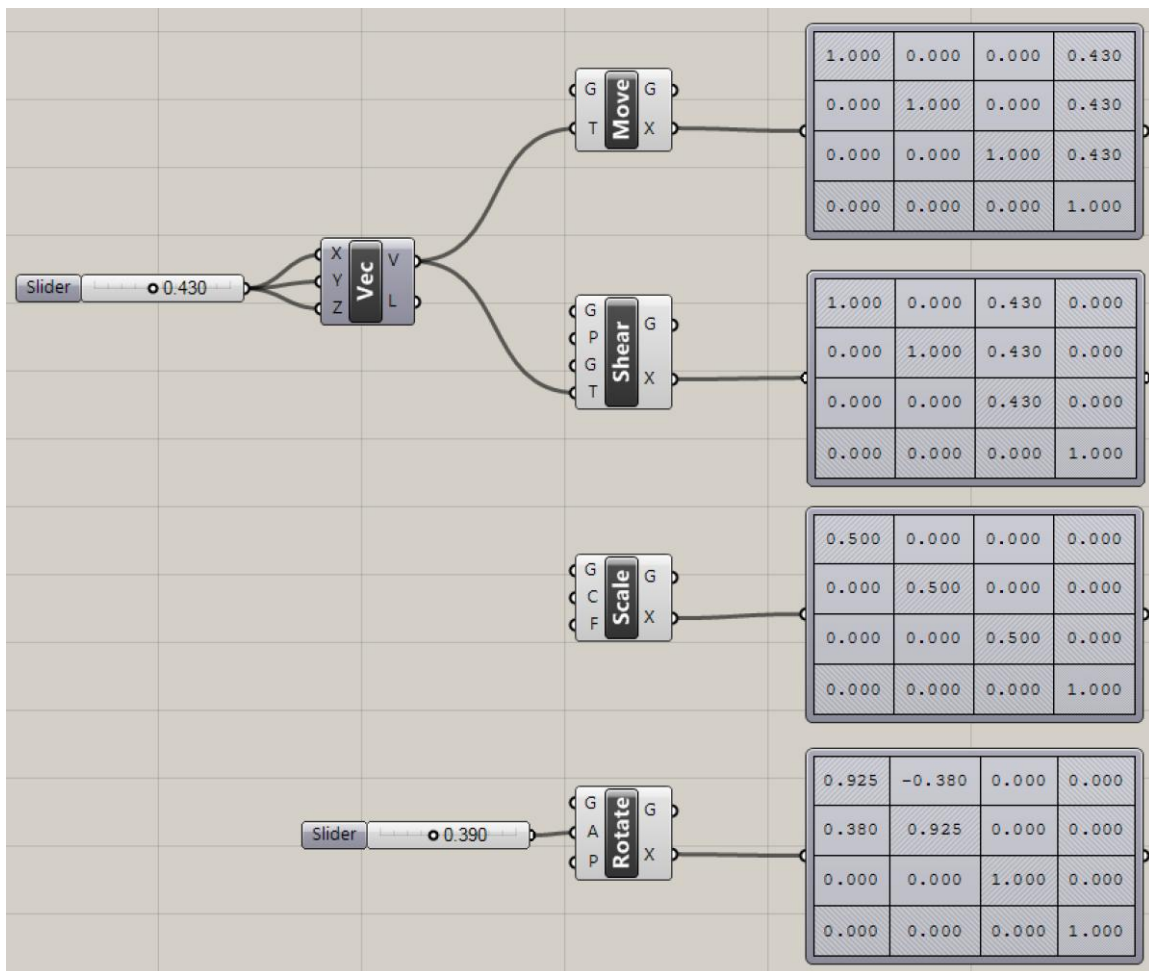 G Move G
T X
1.000 0.000 0.000 0.430
0.000 1.000 0.000 0.430
0.000 0.000 1.000 0.430
0.000 0.000 0.000 1.000
Slider 0.430
X Vec V
Y
Z L
G Shear G
P
G X
T
1.000 0.000 0.430 0.000
0.000 1.000 0.430 0.000
0.000 0.000 0.430 0.000
0.000 0.000 0.000 1.000
G Scale G
C
F X
0.500 0.000 0.000 0.000
0.000 0.500 0.000 0.000
0.000 0.000 0.500 0.000
0.000 0.000 0.000 1.000
Slider 0.390
G Rotate G
A
P X
0.925 -0.380 0.000 0.000
0.380 0.925 0.000 0.000
0.000 0.000 1.000 0.000
0.000 0.000 0.000 1.000